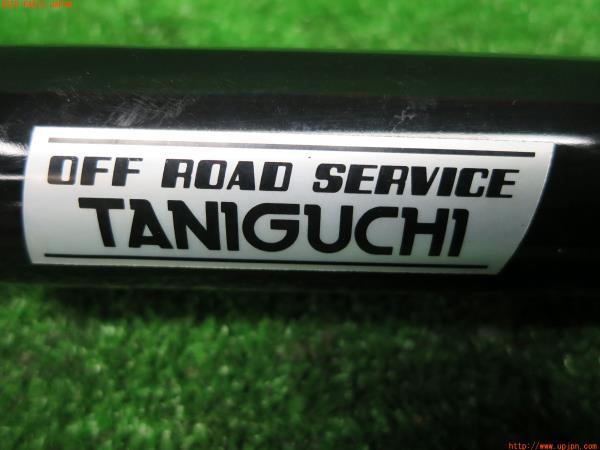 OFF ROAD SERVICE
TANIGUCHI
http://www.upjpn.com/